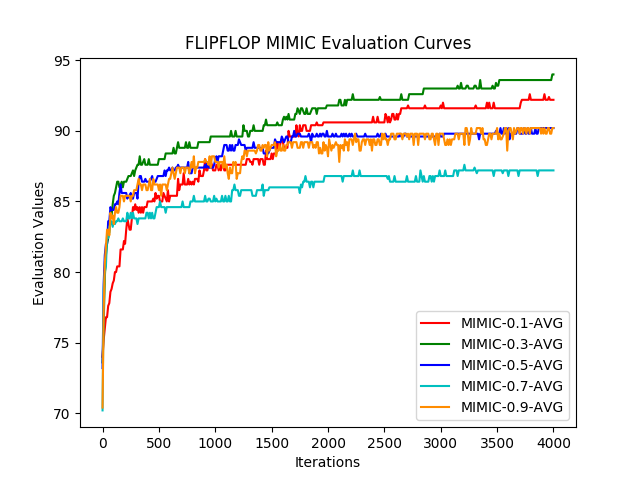 FLIPFLOP MIMIC Evaluation Curves
95
90
85
80
75
70
Evaluation Values
0 500 1000 1500 2000 2500 3000 3500 4000
Iterations
MIMIC-0.1-AVG
MIMIC-0.3-AVG
MIMIC-0.5-AVG
MIMIC-0.7-AVG
MIMIC-0.9-AVG